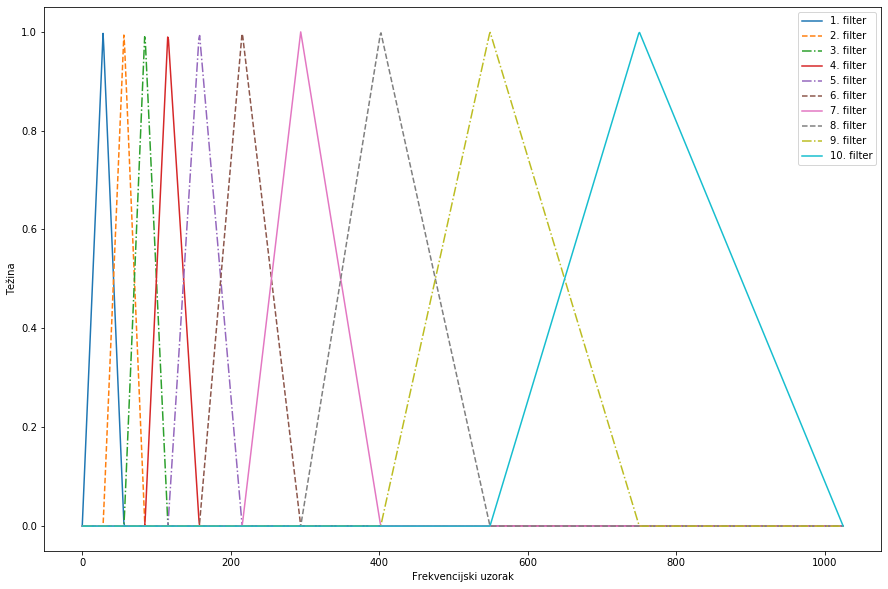 1. filter
2. filter
3. filter
4. filter
5. filter
6. filter
7. filter
8. filter
9. filter
10. filter
1.0
0.8
0.6
0.4
0.2
0.0
Težina
0 200 400 600 800 1000
Frekvencijski uzorak